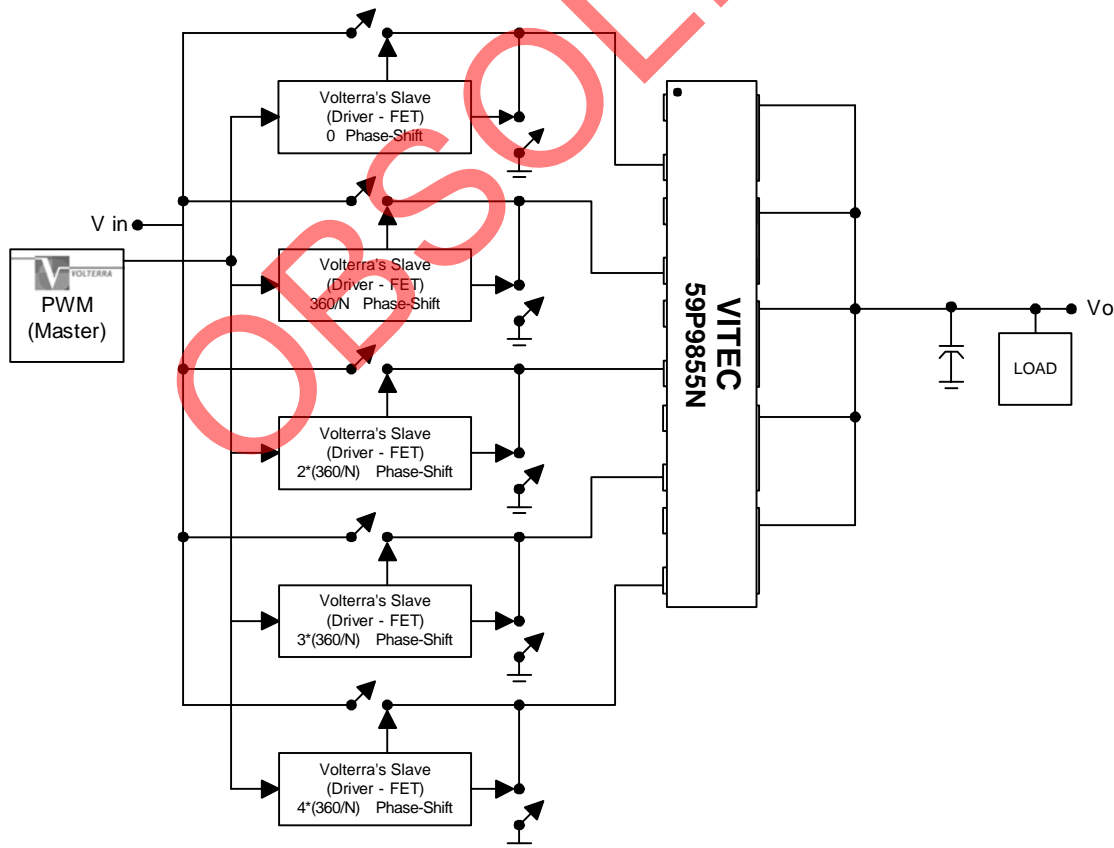 Volterra's Slave
(Driver - FET)
0 Phase-Shift
V in
VOLTERRA
PWM
(Master)
Volterra's Slave
(Driver - FET)
360/N Phase-Shift
Volterra's Slave
(Driver - FET)
2*(360/N) Phase-Shift
Volterra's Slave
(Driver - FET)
3*(360/N) Phase-Shift
Volterra's Slave
(Driver - FET)
4*(360/N) Phase-Shift
VITEC
59P9855N
Vo
LOAD
OBSOL